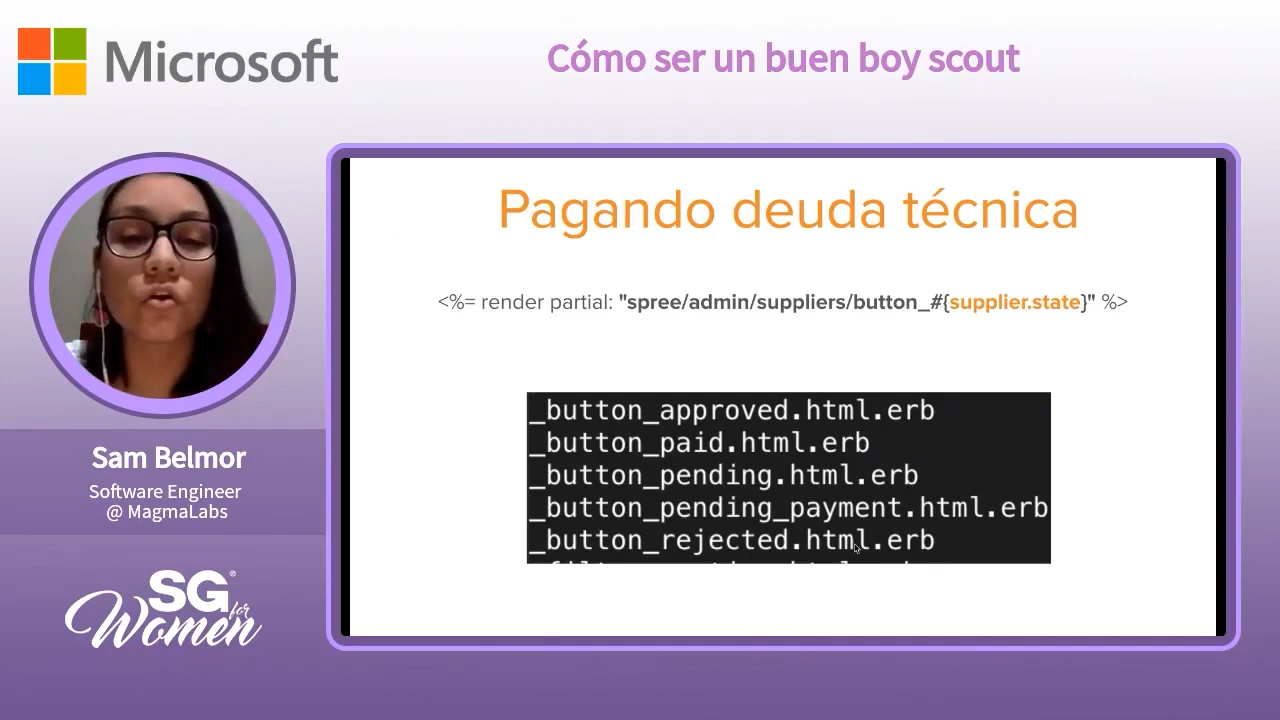 Microsoft
Cómo ser un buen boy scout
Pagando deuda técnica
<%= render partial: "spree/admin/suppliers/button_#{supplier.state}" %>
_button_approved.html.erb
_button_paid.html.erb
_button_pending.html.erb
_button_pending_payment.html.erb
_button_rejected.html.erb
Sam Belmor
Software Engineer
@ MagmaLabs
SG®
for
Women